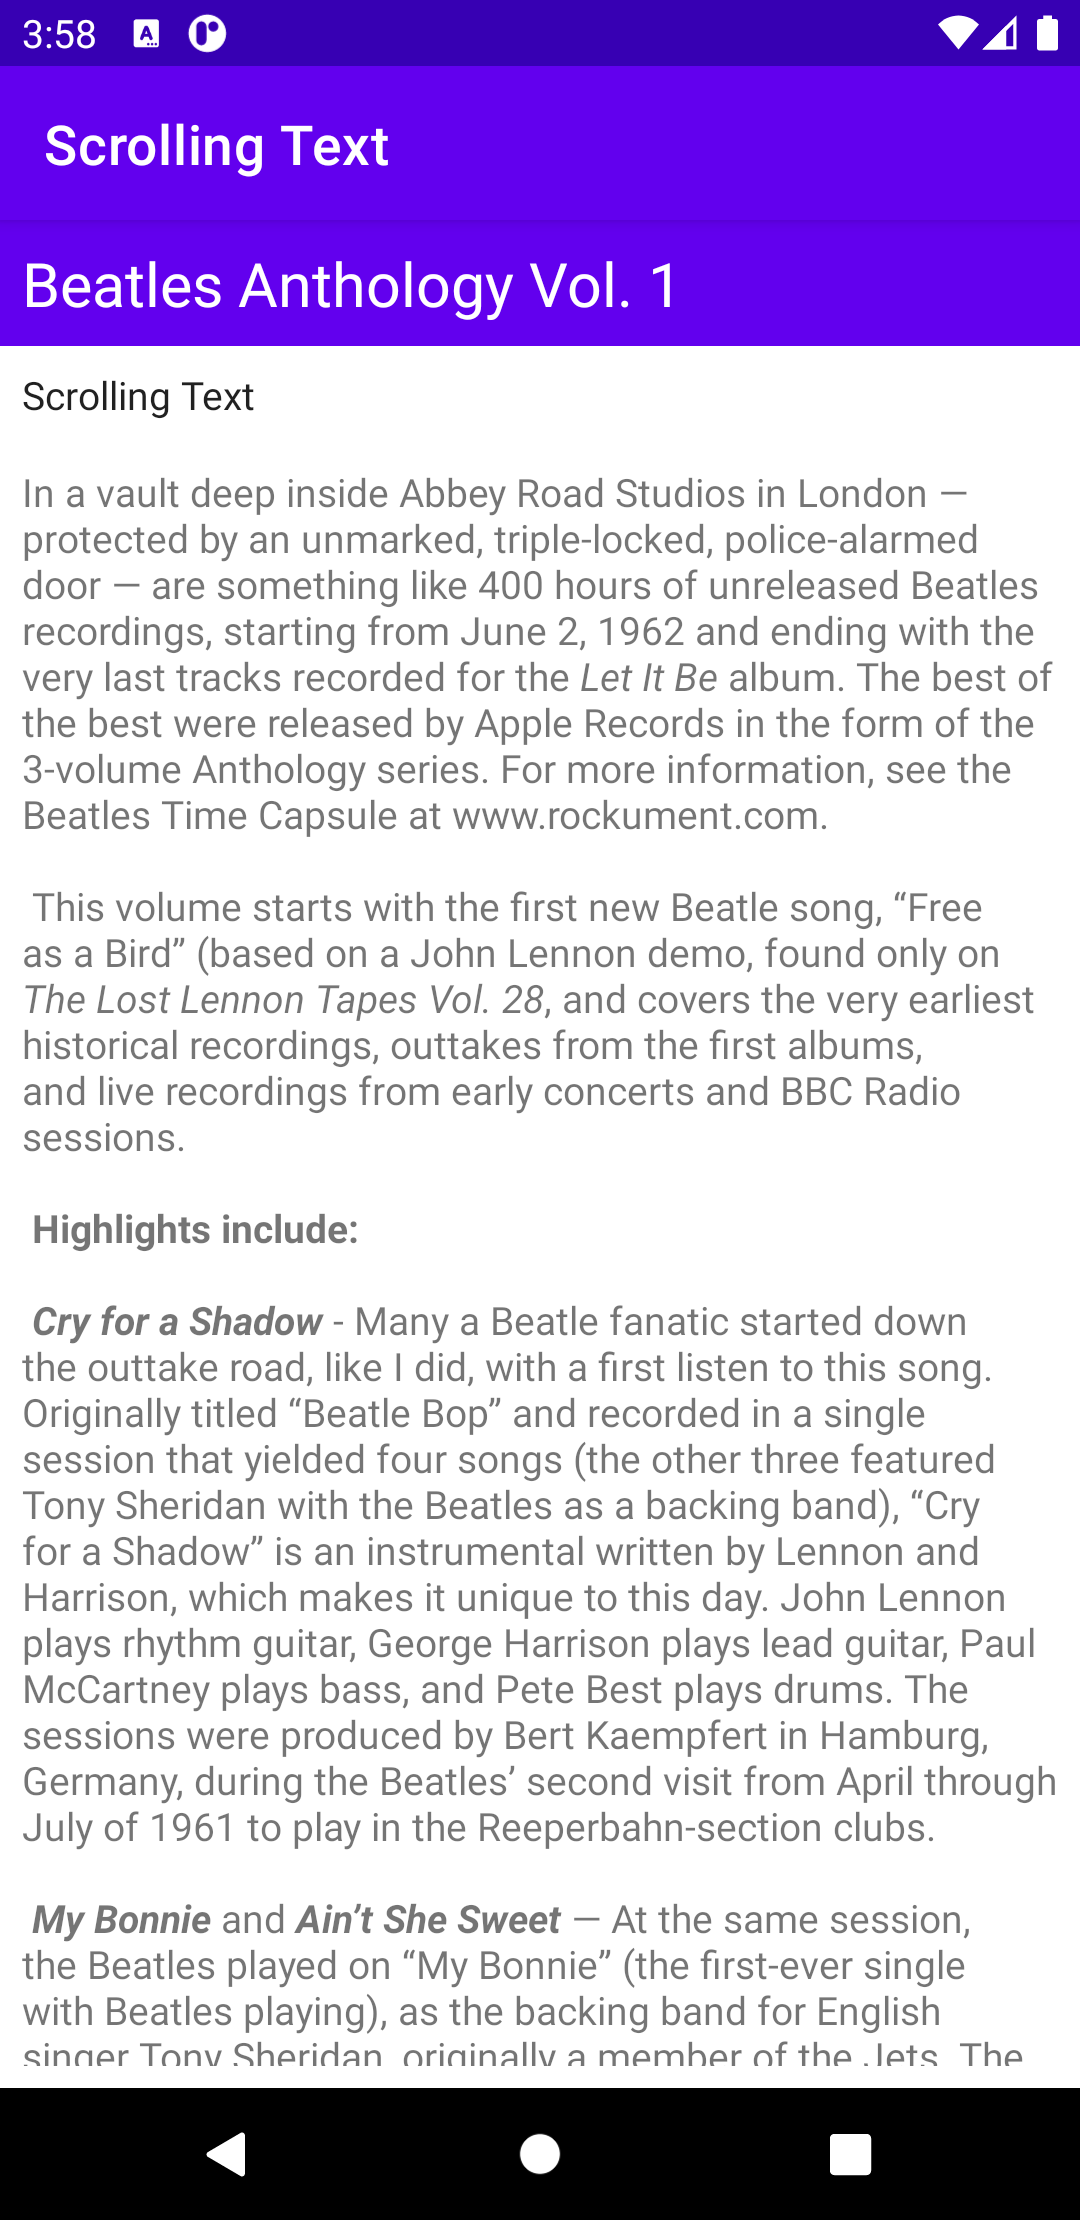 3:58
Scrolling Text
Beatles Anthology Vol. 1
Scrolling Text
In a vault deep inside Abbey Road Studios in London —
protected by an unmarked, triple-locked, police-alarmed
door — are something like 400 hours of unreleased Beatles
recordings, starting from June 2, 1962 and ending with the
very last tracks recorded for the Let It Be album. The best of
the best were released by Apple Records in the form of the
3-volume Anthology series. For more information, see the
Beatles Time Capsule at www.rockument.com.
This volume starts with the first new Beatle song, “Free
as a Bird” (based on a John Lennon demo, found only on
The Lost Lennon Tapes Vol. 28, and covers the very earliest
historical recordings, outtakes from the first albums,
and live recordings from early concerts and BBC Radio
sessions.
Highlights include:
Cry for a Shadow - Many a Beatle fanatic started down
the outtake road, like I did, with a first listen to this song.
Originally titled “Beatle Bop” and recorded in a single
session that yielded four songs (the other three featured
Tony Sheridan with the Beatles as a backing band), “Cry
for a Shadow” is an instrumental written by Lennon and
Harrison, which makes it unique to this day. John Lennon
plays rhythm guitar, George Harrison plays lead guitar, Paul
McCartney plays bass, and Pete Best plays drums. The
sessions were produced by Bert Kaempfert in Hamburg,
Germany, during the Beatles’ second visit from April through
July of 1961 to play in the Reeperbahn-section clubs.
My Bonnie and Ain’t She Sweet — At the same session,
the Beatles played on “My Bonnie” (the first-ever single
with Beatles playing), as the backing band for English
singer Tony Sheridan, originally a member of the Jets. The